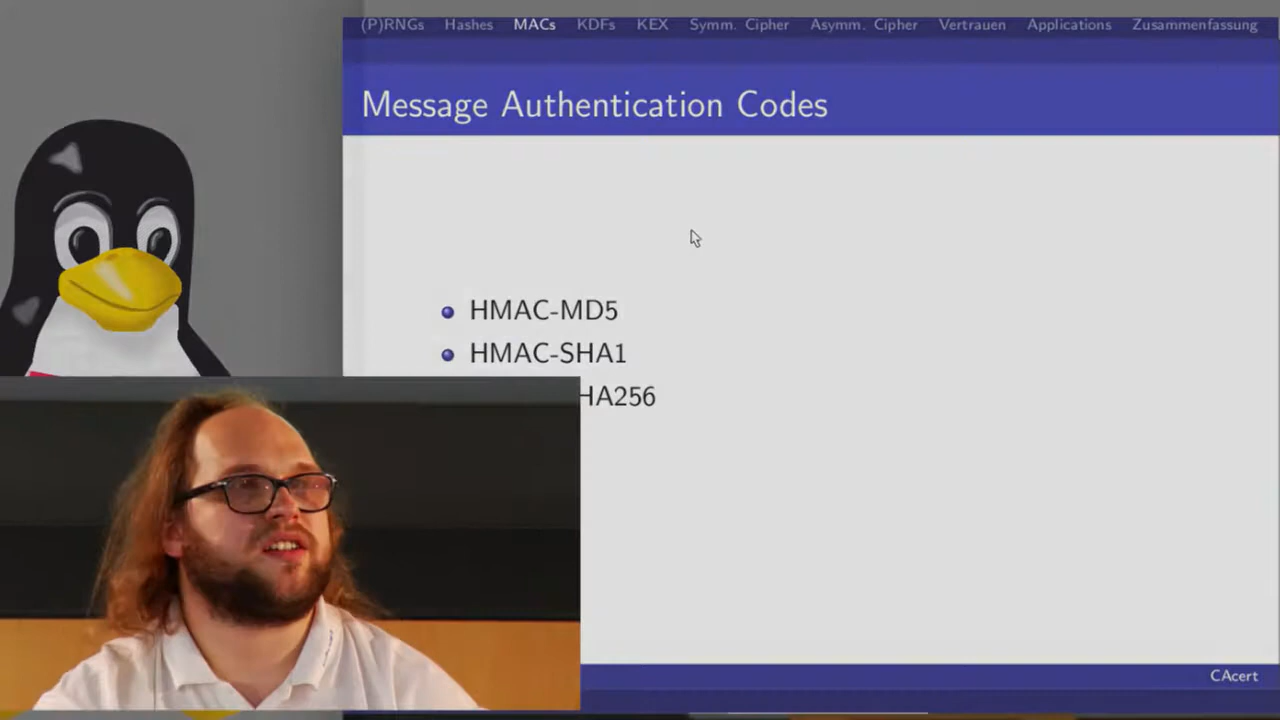 (P)RNGs Hashes MACs KDFs KEX Symm. Cipher Asymm. Cipher Vertrauen Applications Zusammenfassung
Message Authentication Codes
HMAC-MD5
HMAC-SHA1
HA256
CAcert